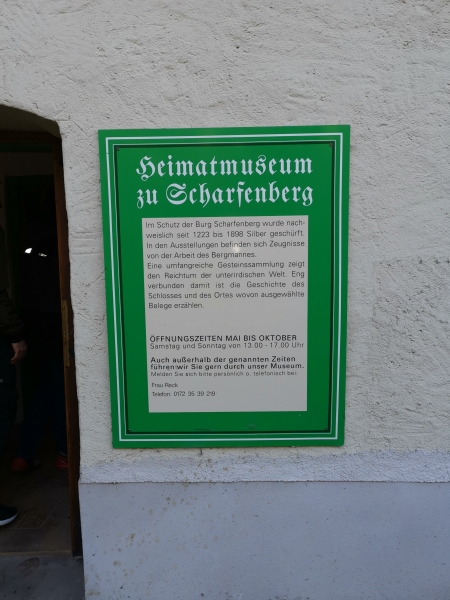 Heimatmuseum
zu Scharfenberg
Im Schutz der Burg Scharfenberg wurde nach-
weislich seit 1223 bis 1898 Silber geschürft.
In den Ausstellungen befinden sich Zeugnisse
von der Arbeit des Bergmannes.
Eine umfangreiche Gesteinssammlung zeigt
den Reichtum der unterirdischen Welt. Eng
verbunden damit ist die Geschichte des
Schlosses und des Ortes wovon ausgewählte
Belege erzählen.
ÖFFNUNGSZEITEN MAI BIS OKTOBER
Samstag und Sonntag von 13.00 - 17.00 Uhr
Auch außerhalb der genannten Zeiten
führen wir Sie gern durch unser Museum.
Melden Sie sich bitte persönlich o. telefonisch bei:
Frau Reck
Telefon: 0172 35 39 219